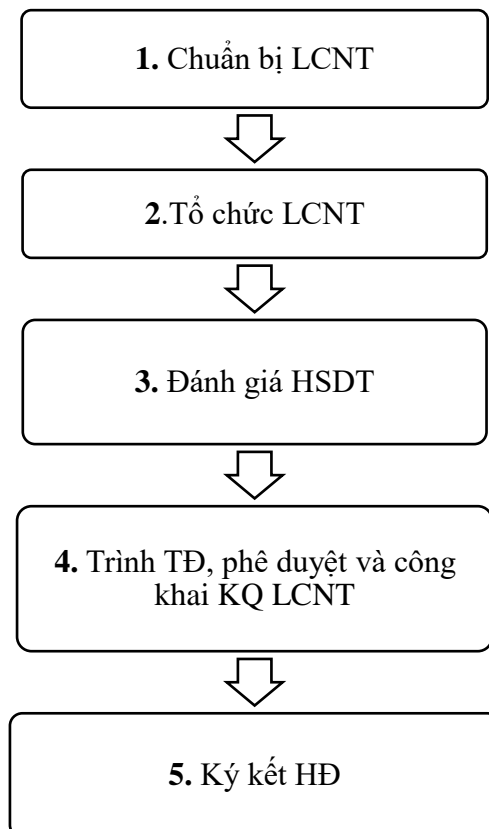 1. Chuẩn bị LCNT
2.Tổ chức LCNT
3. Đánh giá HSDT
4. Trình TĐ, phê duyệt và công
khai KQ LCNT
5. Ký kết HĐ